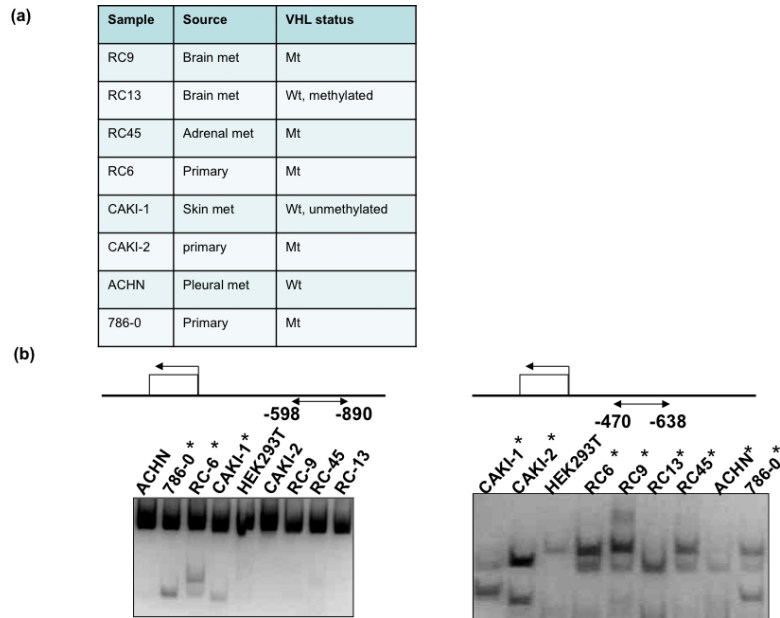 (a)
Sample Source VHL status
RC9 Brain met Mt
RC13 Brain met Wt, methylated
RC45 Adrenal met Mt
RC6 Primary Mt
CAKI-1 Skin met Wt, unmethylated
CAKI-2 primary Mt
ACHN Pleural met Wt
786-0 Primary Mt
(b)
-598 -890
ACHN
786-0*
RC-6*
CAKI-1*
HEK293T
CAKI-2
RC-9
RC-45
RC-13
-470 -638
CAKI-1*
CAKI-2*
HEK293T
RC6*
RC9*
RC13*
RC45*
ACHN*
786-0*